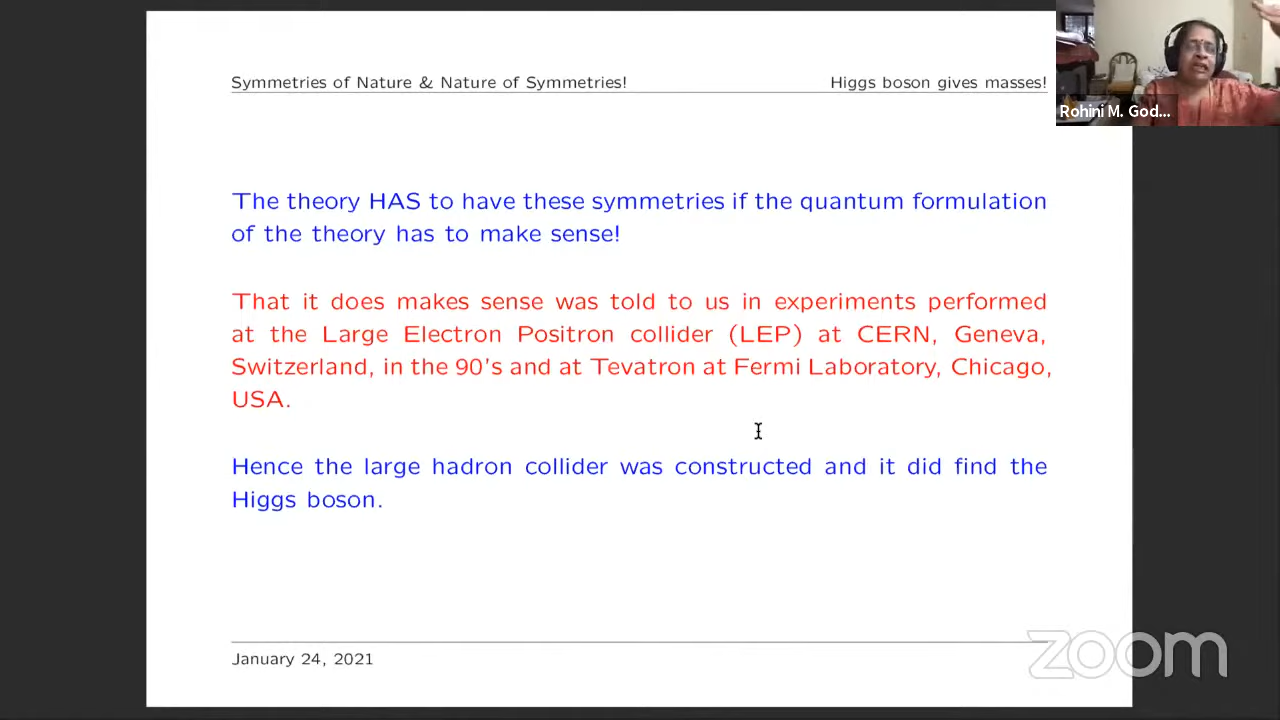 Symmetries of Nature & Nature of Symmetries!
Higgs boson gives masses!
Rohini M. God...
The theory HAS to have these symmetries if the quantum formulation
of the theory has to make sense!
That it does makes sense was told to us in experiments performed
at the Large Electron Positron collider (LEP) at CERN, Geneva,
Switzerland, in the 90's and at Tevatron at Fermi Laboratory, Chicago,
USA.
Hence the large hadron collider was constructed and it did find the
Higgs boson.
January 24, 2021
zoom